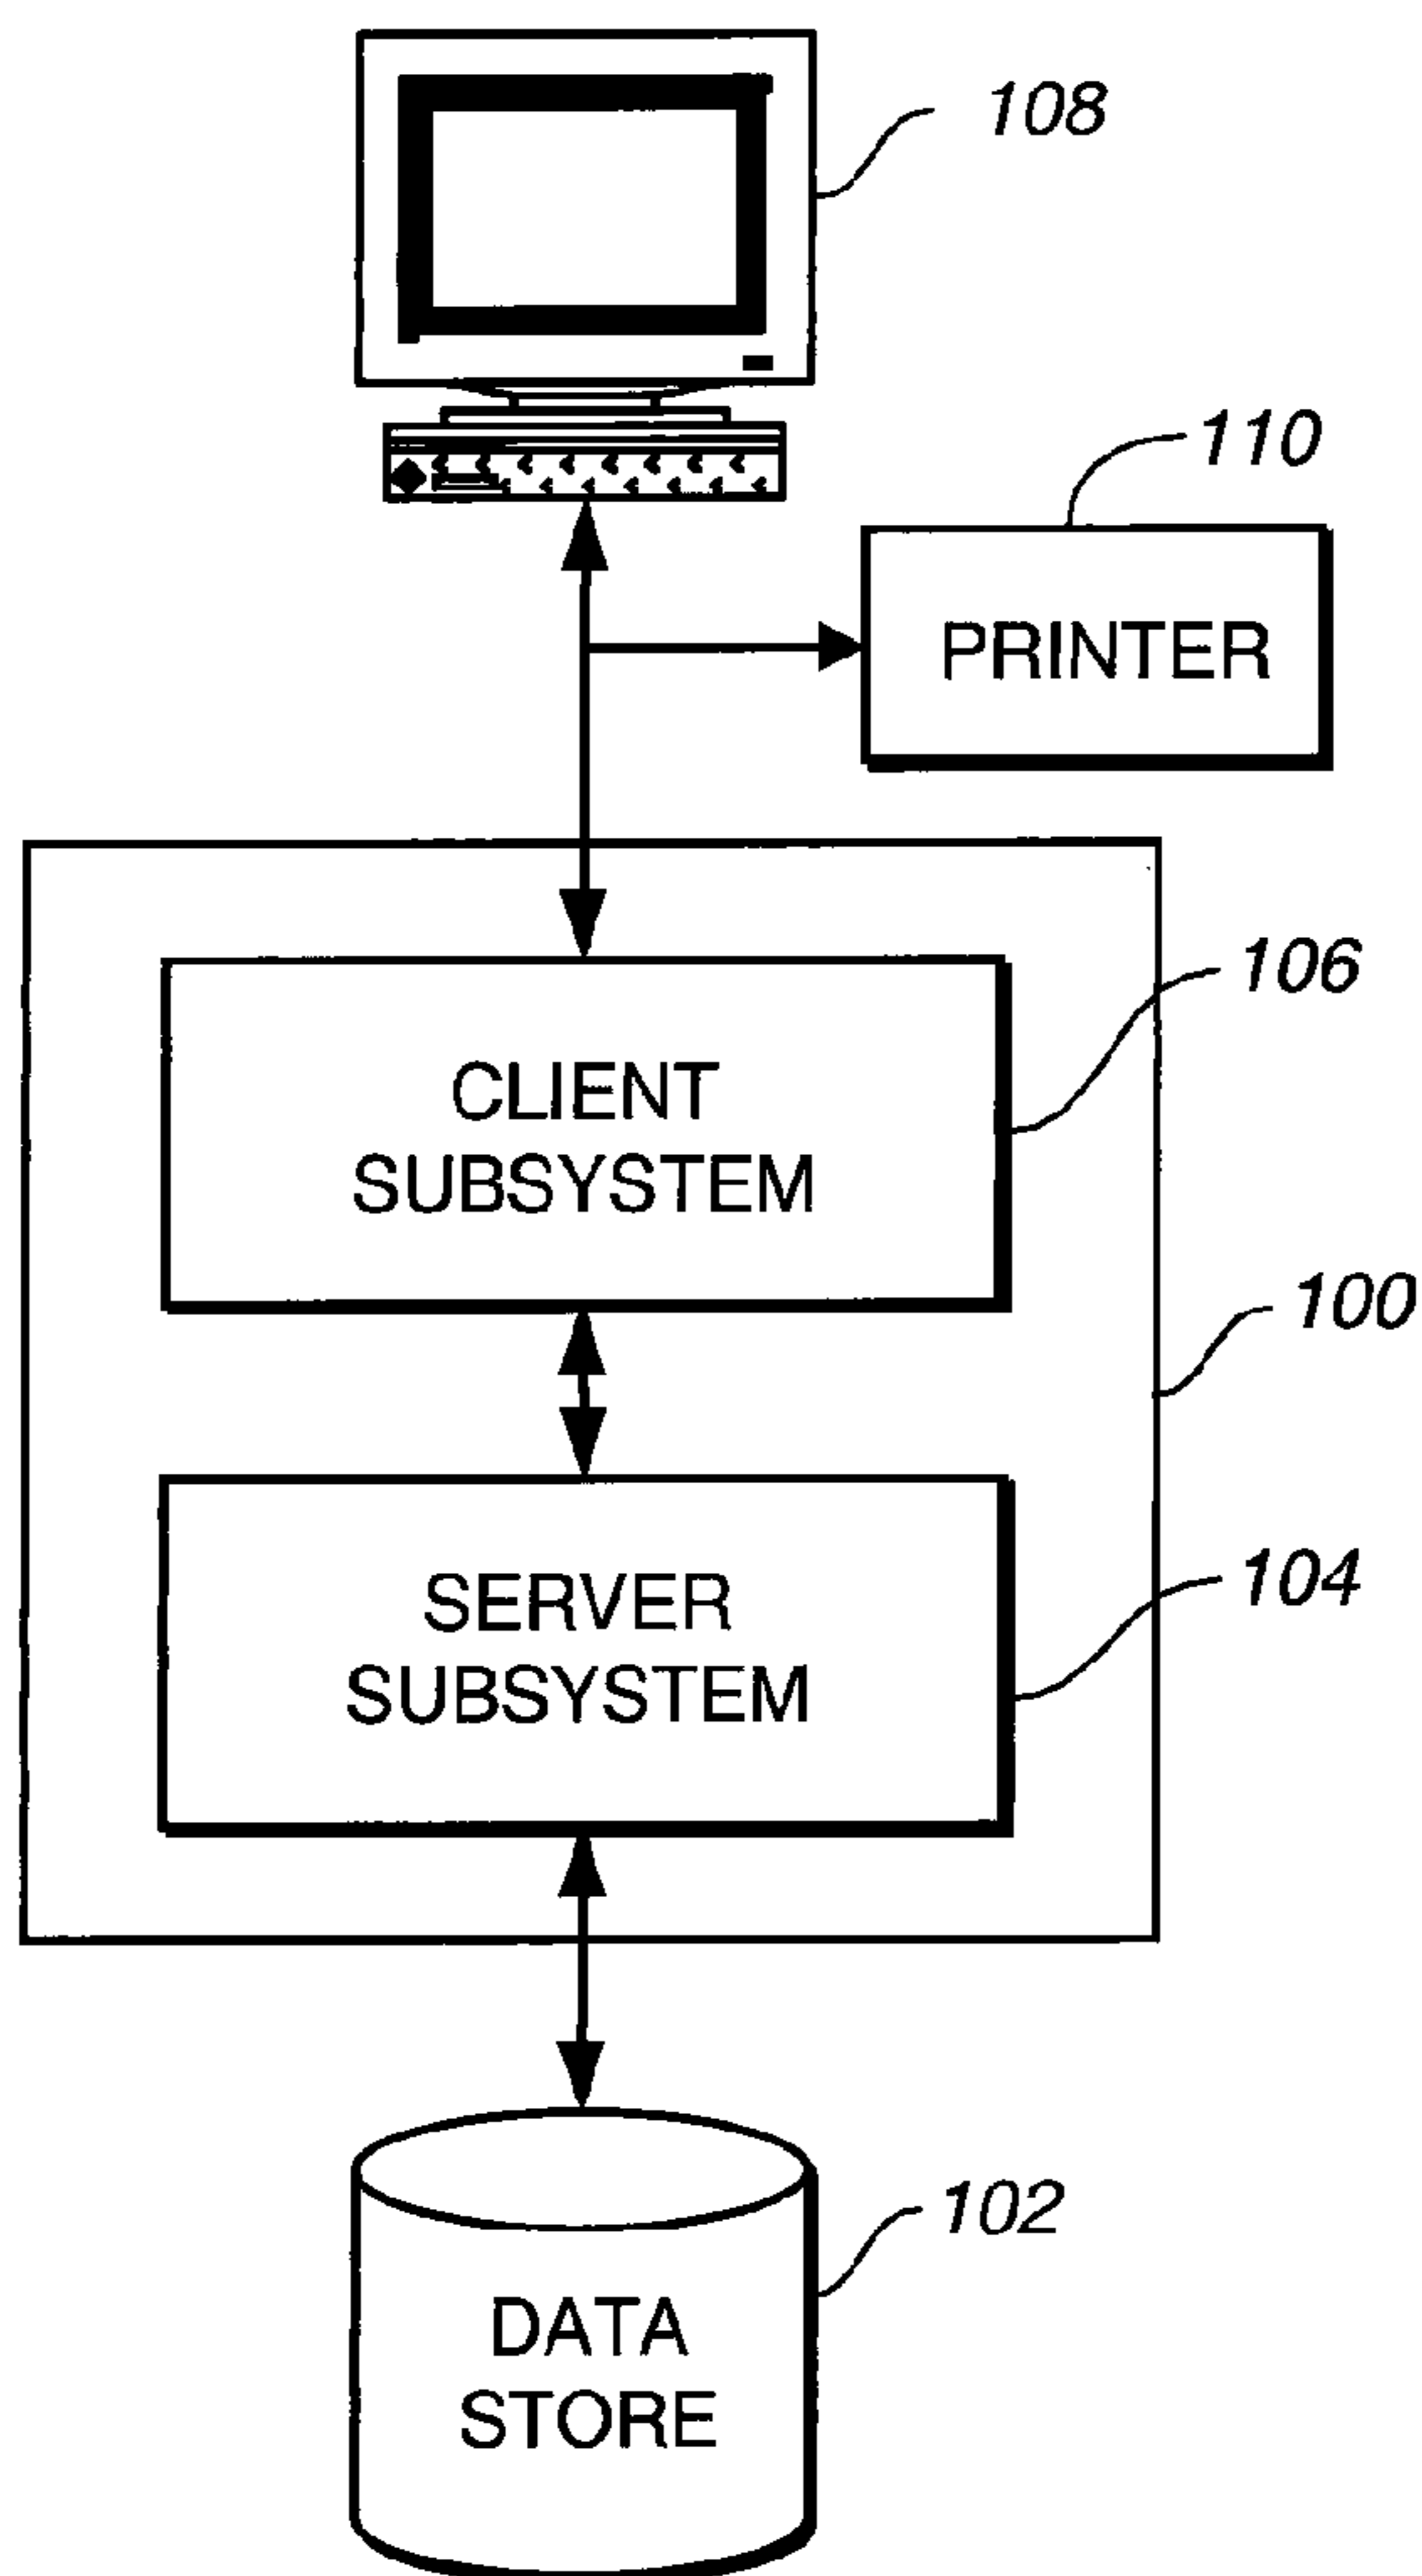 108
110
PRINTER
106
CLIENT
SUBSYSTEM
100
SERVER
SUBSYSTEM
104
102
DATA
STORE